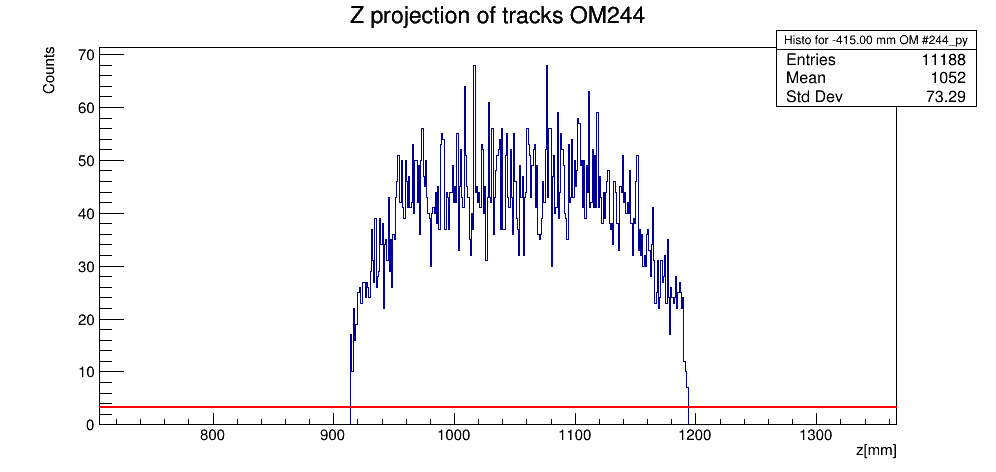 Z projection of tracks OM244
Histo for -415.00 mm OM #244_py
Entries 11188
Mean 1052
Std Dev 73.29
Counts
70
60
50
40
30
20
10
0
800 900 1000 1100 1200 1300
z[mm]